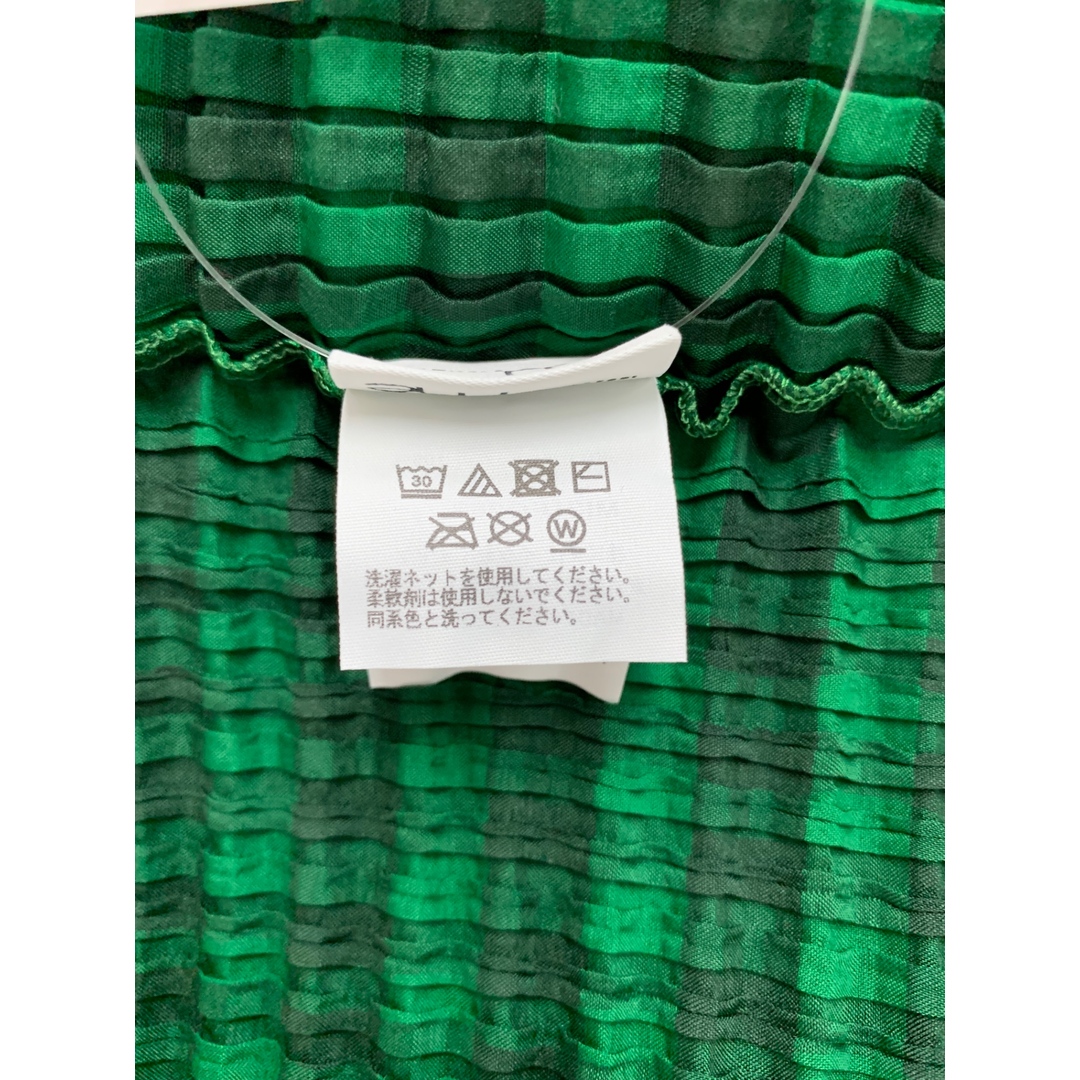 30
W
洗濯ネットを使用してください。
柔軟剤は使用しないでください。
同系色と洗ってください。